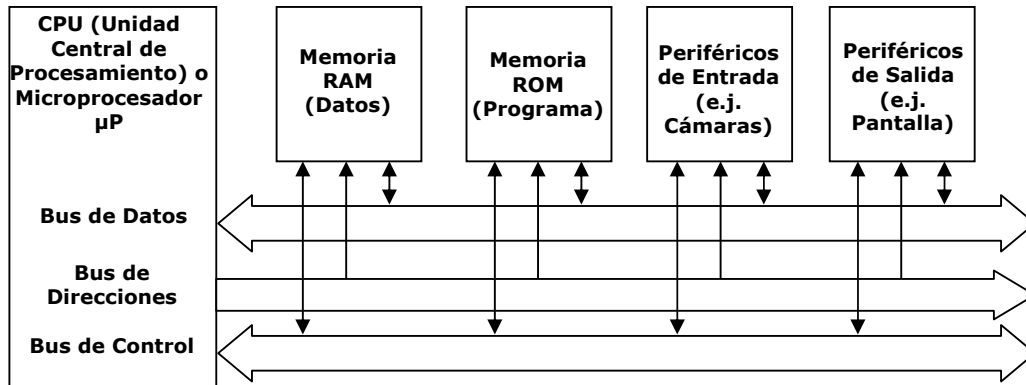 CPU (Unidad
Central de
Procesamiento) o
Microprocesador
µP
Memoria
RAM
(Datos)
Memoria
ROM
(Programa)
Periféricos
de Entrada
(e.j.
Cámaras)
Periféricos
de Salida
(e.j.
Pantalla)
Bus de Datos
Bus de
Direcciones
Bus de Control